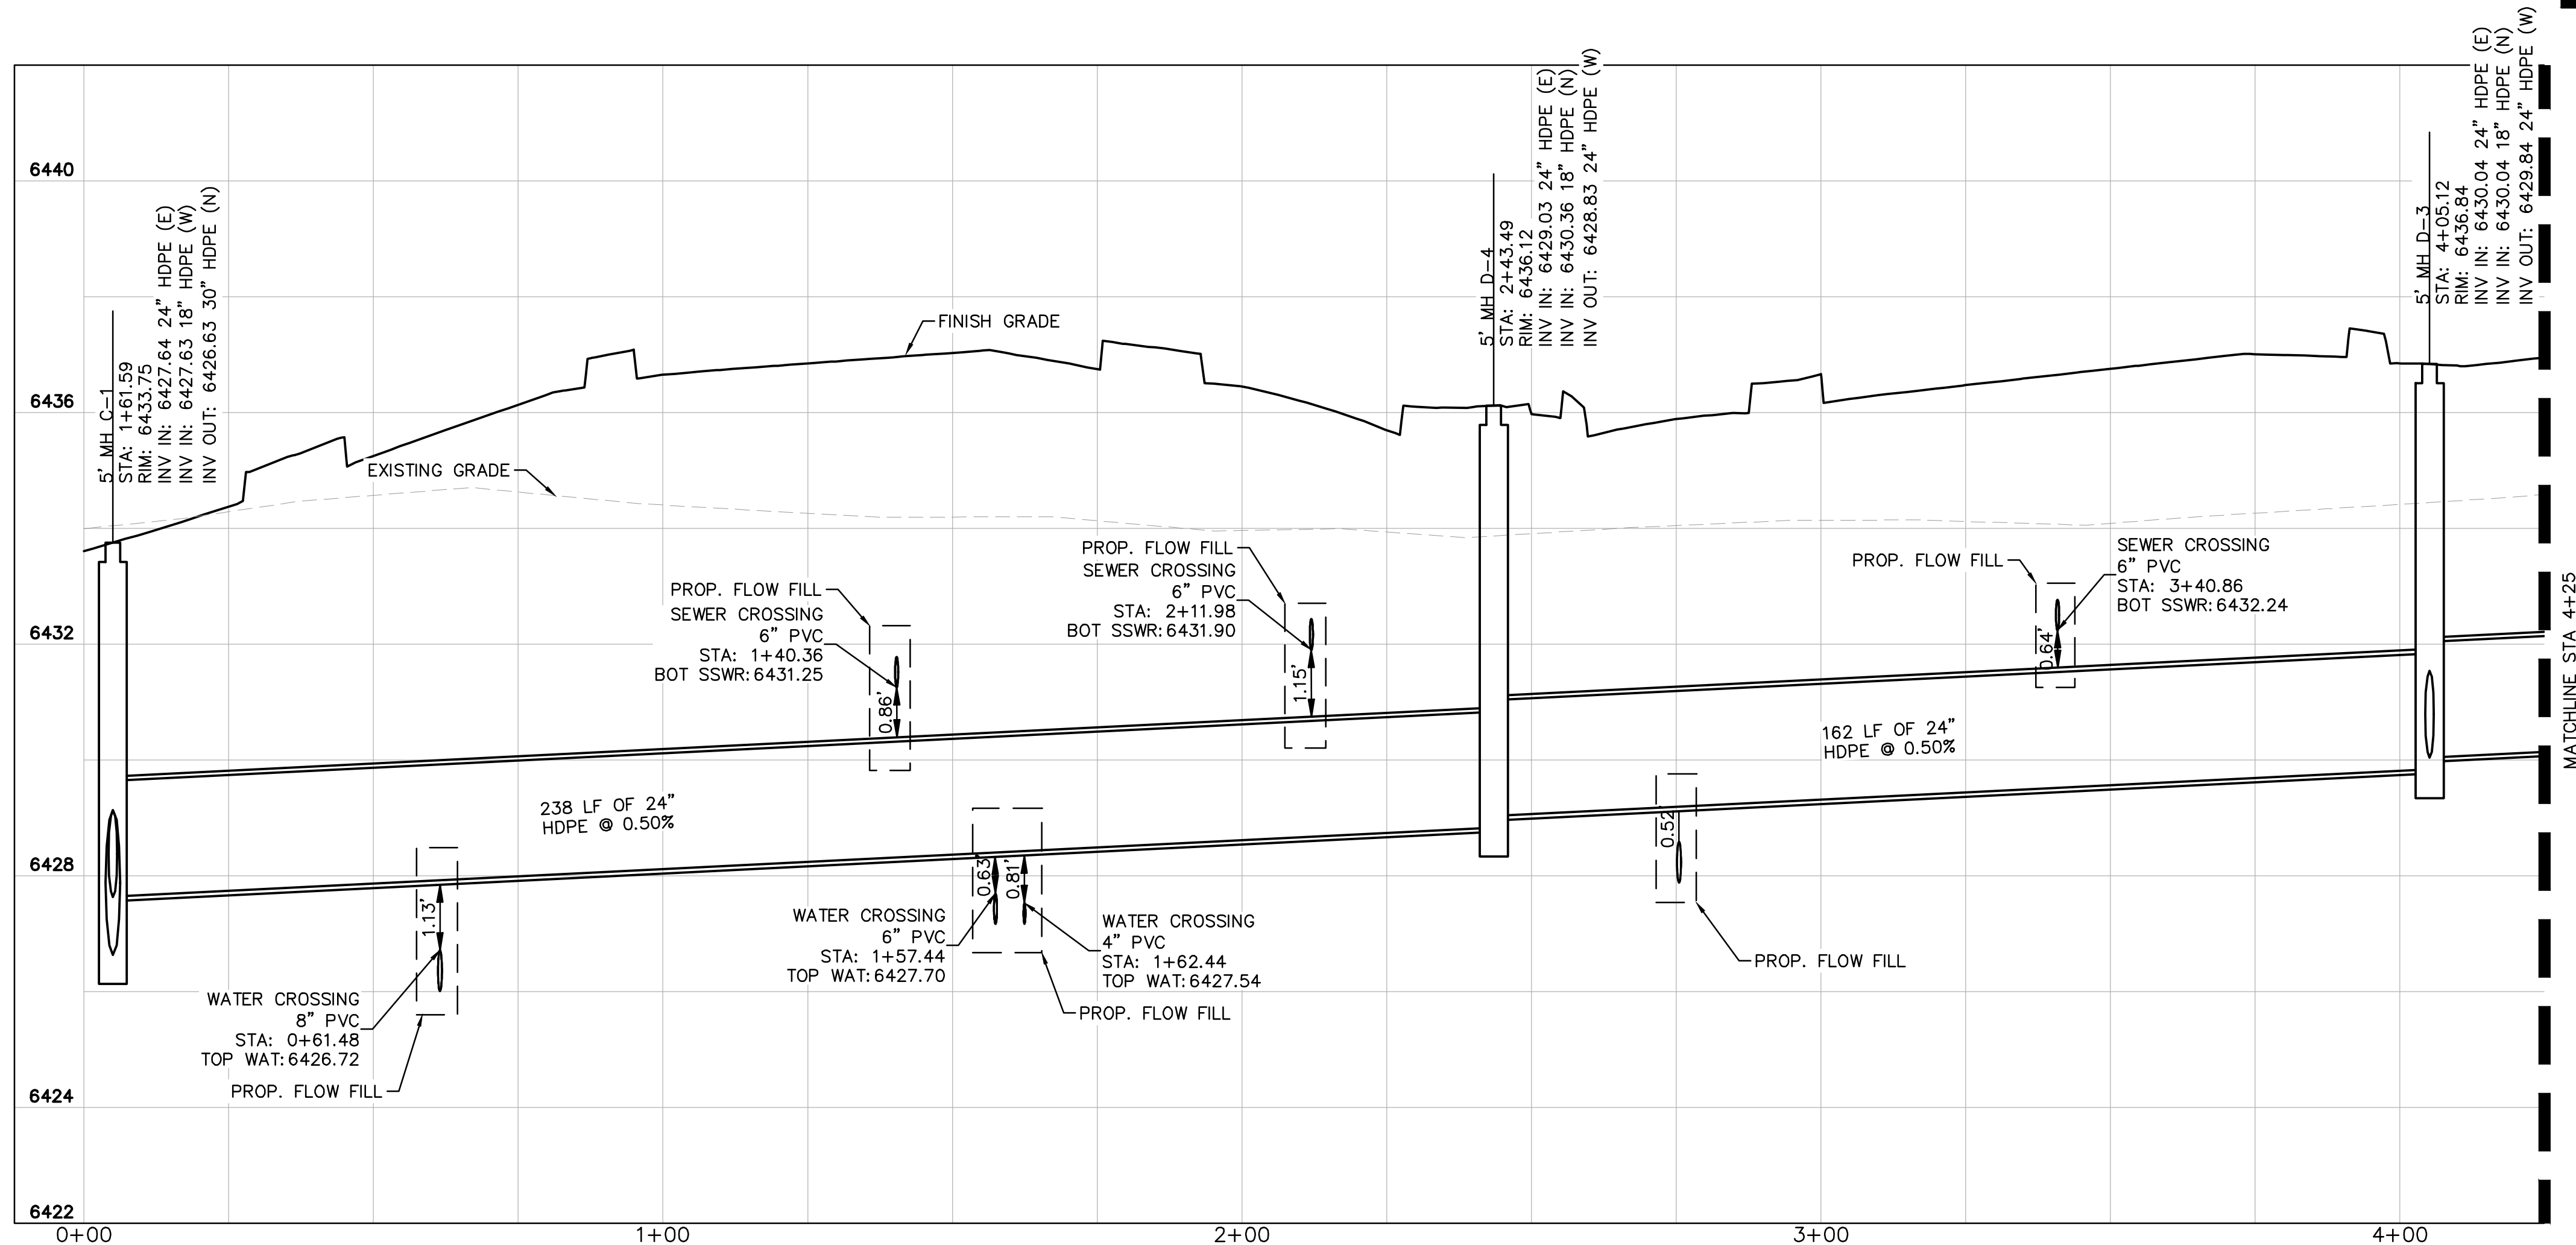 5' MH C-1
STA: 1+61.59
RIM: 6433.75
INV IN: 6427.64 24" HDPE (E)
INV IN: 6427.63 18" HDPE (W)
INV OUT: 6426.63 30" HDPE (N)
5' MH D-4
STA: 2+43.49
RIM: 6436.12
INV IN: 6429.03 24" HDPE (E)
INV IN: 6430.36 18" HDPE (N)
INV OUT: 6428.83 24" HDPE (W)
5' MH D-3
STA: 4+05.12
RIM: 6436.84
INV IN: 6430.04 24" HDPE (E)
INV IN: 6430.04 18" HDPE (N)
INV OUT: 6429.84 24" HDPE (W)
6440
6436
6432
6428
6424
6422
FINISH GRADE
EXISTING GRADE
PROP. FLOW FILL
SEWER CROSSING
6" PVC
STA: 1+40.36
BOT SSWR:6431.25
0.86'
PROP. FLOW FILL
SEWER CROSSING
6" PVC
STA: 2+11.98
BOT SSWR:6431.90
1.15'
PROP. FLOW FILL
SEWER CROSSING
6" PVC
STA: 3+40.86
BOT SSWR:6432.24
0.64'
238 LF OF 24"
HDPE @ 0.50%
162 LF OF 24"
HDPE @ 0.50%
1.13'
WATER CROSSING
8" PVC
STA: 0+61.48
TOP WAT:6426.72
PROP. FLOW FILL
0.63'
0.81'
WATER CROSSING
6" PVC
STA: 1+57.44
TOP WAT:6427.70
WATER CROSSING
4" PVC
STA: 1+62.44
TOP WAT:6427.54
PROP. FLOW FILL
0.52'
PROP. FLOW FILL
MATCHLINE STA 4+25
0+00
1+00
2+00
3+00
4+00